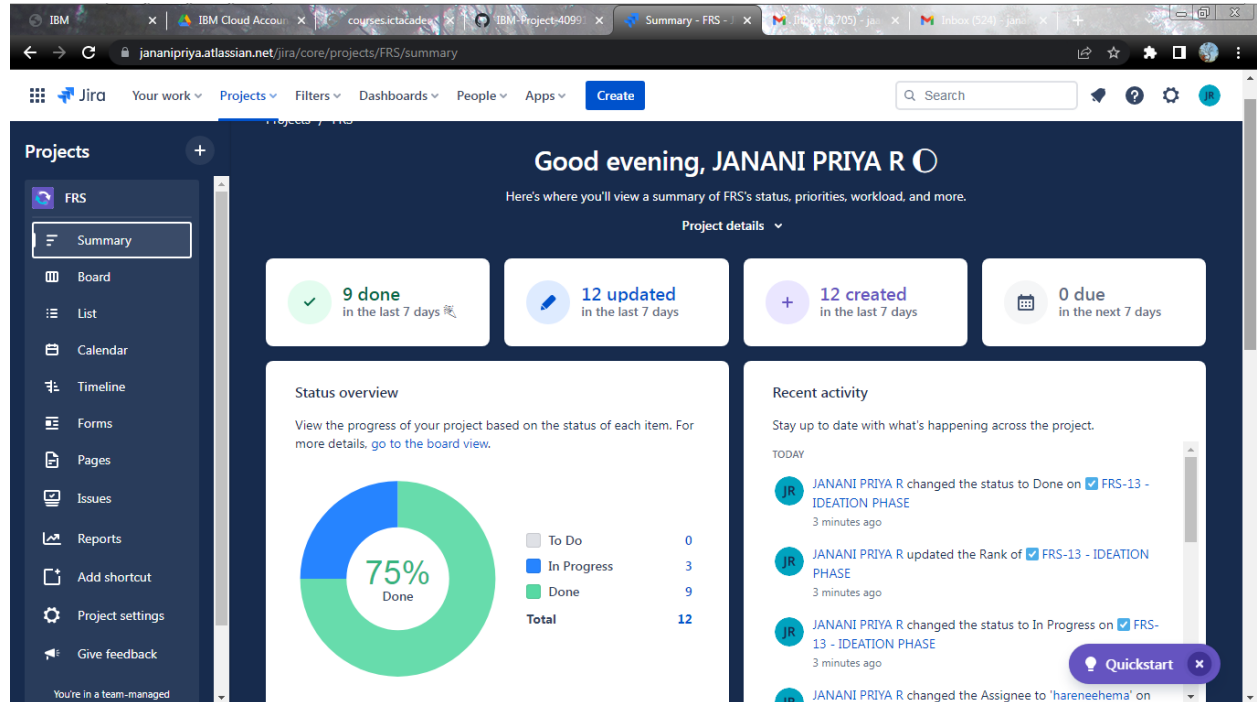 IBM
IBM Cloud Accoun
courses.ictacade
IBM-Project-4099
Summary - FRS - J
Inbox (2,705) - jan
Inbox (524) - jana
jananipriya.atlassian.net/jira/core/projects/FRS/summary
Jira Your work Projects Filters Dashboards People Apps Create
Search
JR
Projects / FRS
Projects
FRS
Summary
Board
List
Calendar
Timeline
Forms
Pages
Issues
Reports
Add shortcut
Project settings
Give feedback
You're in a team-managed
Good evening, JANANI PRIYA R
Here's where you'll view a summary of FRS's status, priorities, workload, and more.
Project details
9 done
in the last 7 days
12 updated
in the last 7 days
12 created
in the last 7 days
0 due
in the next 7 days
Status overview
View the progress of your project based on the status of each item. For
more details, go to the board view.
75%
Done
To Do 0
In Progress 3
Done 9
Total 12
Recent activity
Stay up to date with what's happening across the project.
TODAY
JR
JANANI PRIYA R changed the status to Done on FRS-13 -
IDEATION PHASE
3 minutes ago
JR
JANANI PRIYA R updated the Rank of FRS-13 - IDEATION
PHASE
3 minutes ago
JR
JANANI PRIYA R changed the status to In Progress on FRS-
13 - IDEATION PHASE
3 minutes ago
JR
JANANI PRIYA R changed the Assignee to 'hareneehema' on
Quickstart